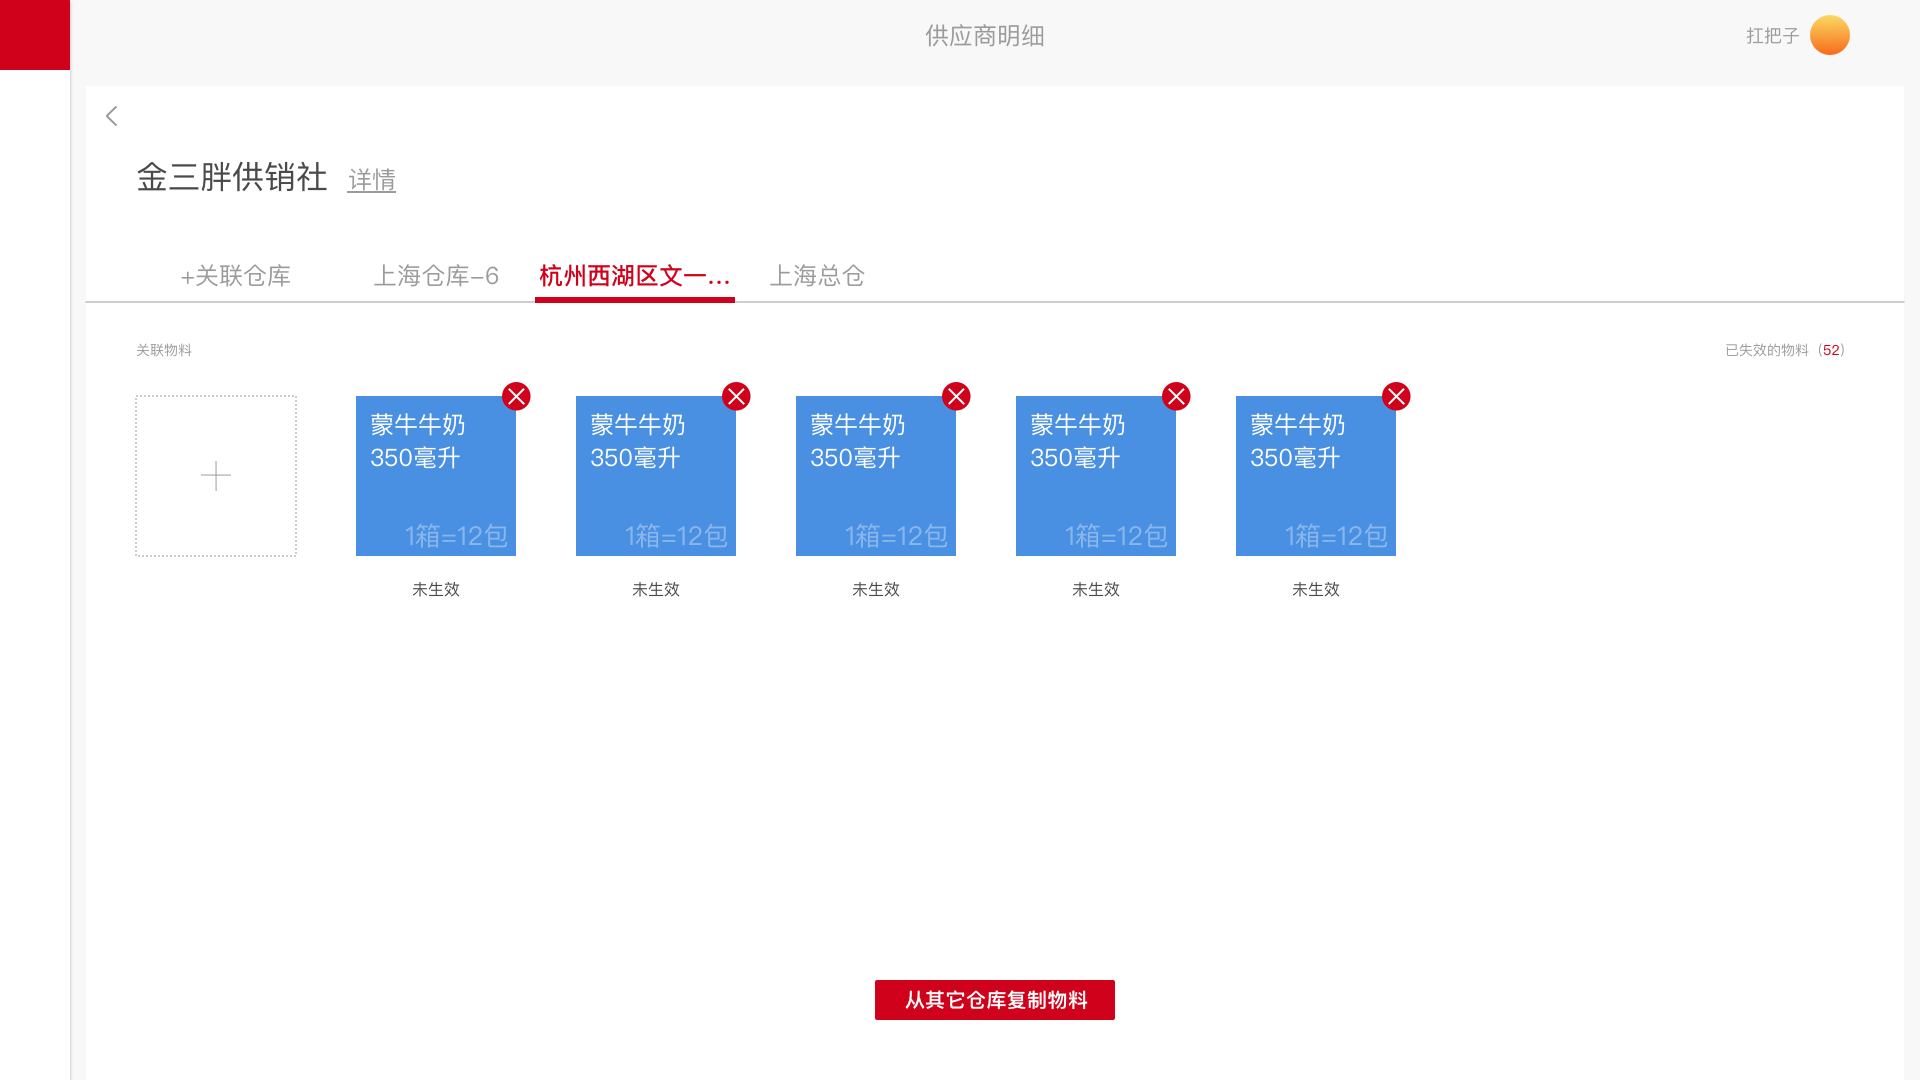 供应商明细
扛把子
金三胖供销社 详情
+关联仓库 上海仓库-6 杭州西湖区文一... 上海总仓
关联物料 已失效的物料（52）
蒙牛牛奶 蒙牛牛奶 蒙牛牛奶 蒙牛牛奶 蒙牛牛奶
350毫升 350毫升 350毫升 350毫升 350毫升
1箱=12包 1箱=12包 1箱=12包 1箱=12包 1箱=12包
未生效 未生效 未生效 未生效 未生效
从其它仓库复制物料